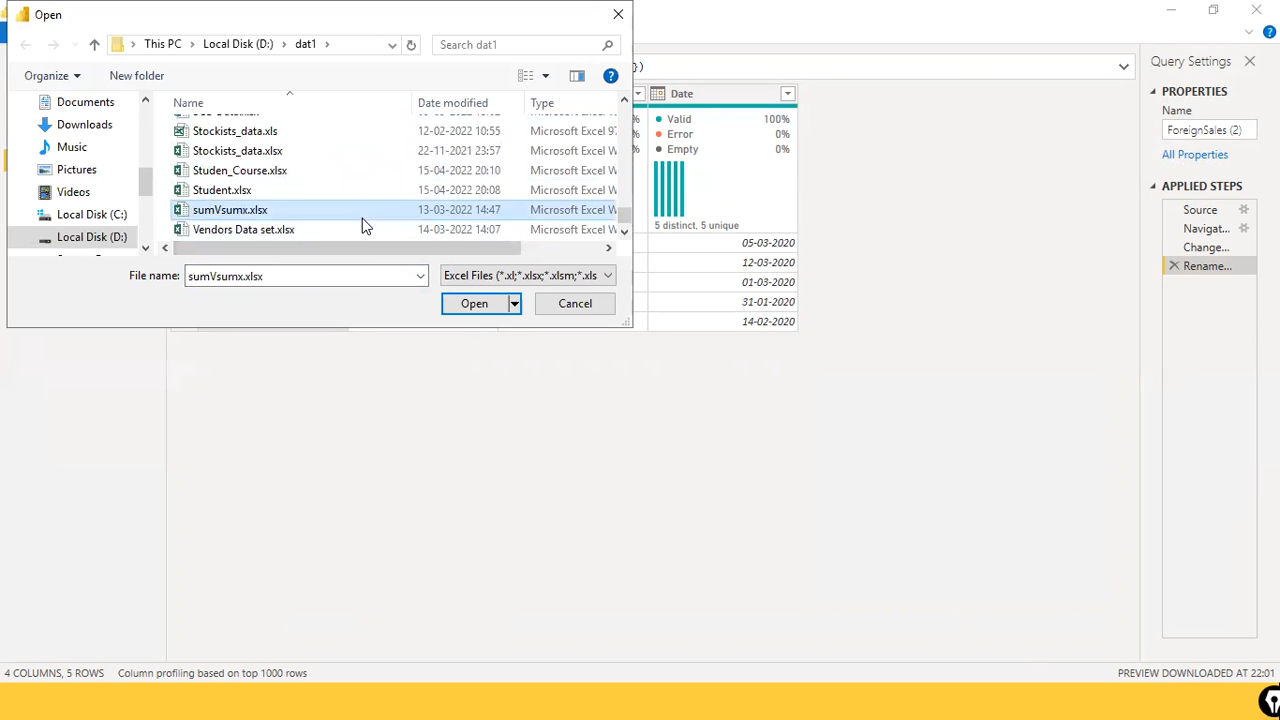 Open
This PC
Local Disk (D:)
dat1
Search dat1
})
Organize
New folder
Query Settings
Documents
Downloads
Music
Pictures
Videos
Local Disk (C:)
Local Disk (D:)
Name
Date modified
Type
Stockists_data.xls
12-02-2022 10:55
Microsoft Excel 97
Stockists_data.xlsx
22-11-2021 23:57
Microsoft Excel W
Studen_Course.xlsx
15-04-2022 20:10
Microsoft Excel W
Student.xlsx
15-04-2022 20:08
Microsoft Excel W
sumVsumx.xlsx
13-03-2022 14:47
Microsoft Excel W
Vendors Data set.xlsx
14-03-2022 14:07
Microsoft Excel W
File name:
sumVsumx.xlsx
Excel Files (*.xl;*.xlsx;*.xlsm;*.xls
Open
Cancel
Date
Valid
100%
Error
0%
Empty
0%
5 distinct, 5 unique
05-03-2020
12-03-2020
01-03-2020
31-01-2020
14-02-2020
PROPERTIES
Name
ForeignSales (2)
All Properties
APPLIED STEPS
Source
Navigat...
Change...
Rename...
4 COLUMNS, 5 ROWS
Column profiling based on top 1000 rows
PREVIEW DOWNLOADED AT 22:01